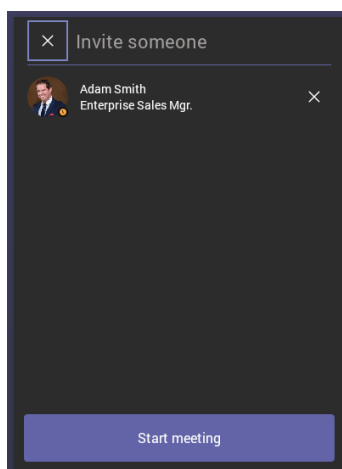 Invite someone
Adam Smith
Enterprise Sales Mgr.
Start meeting